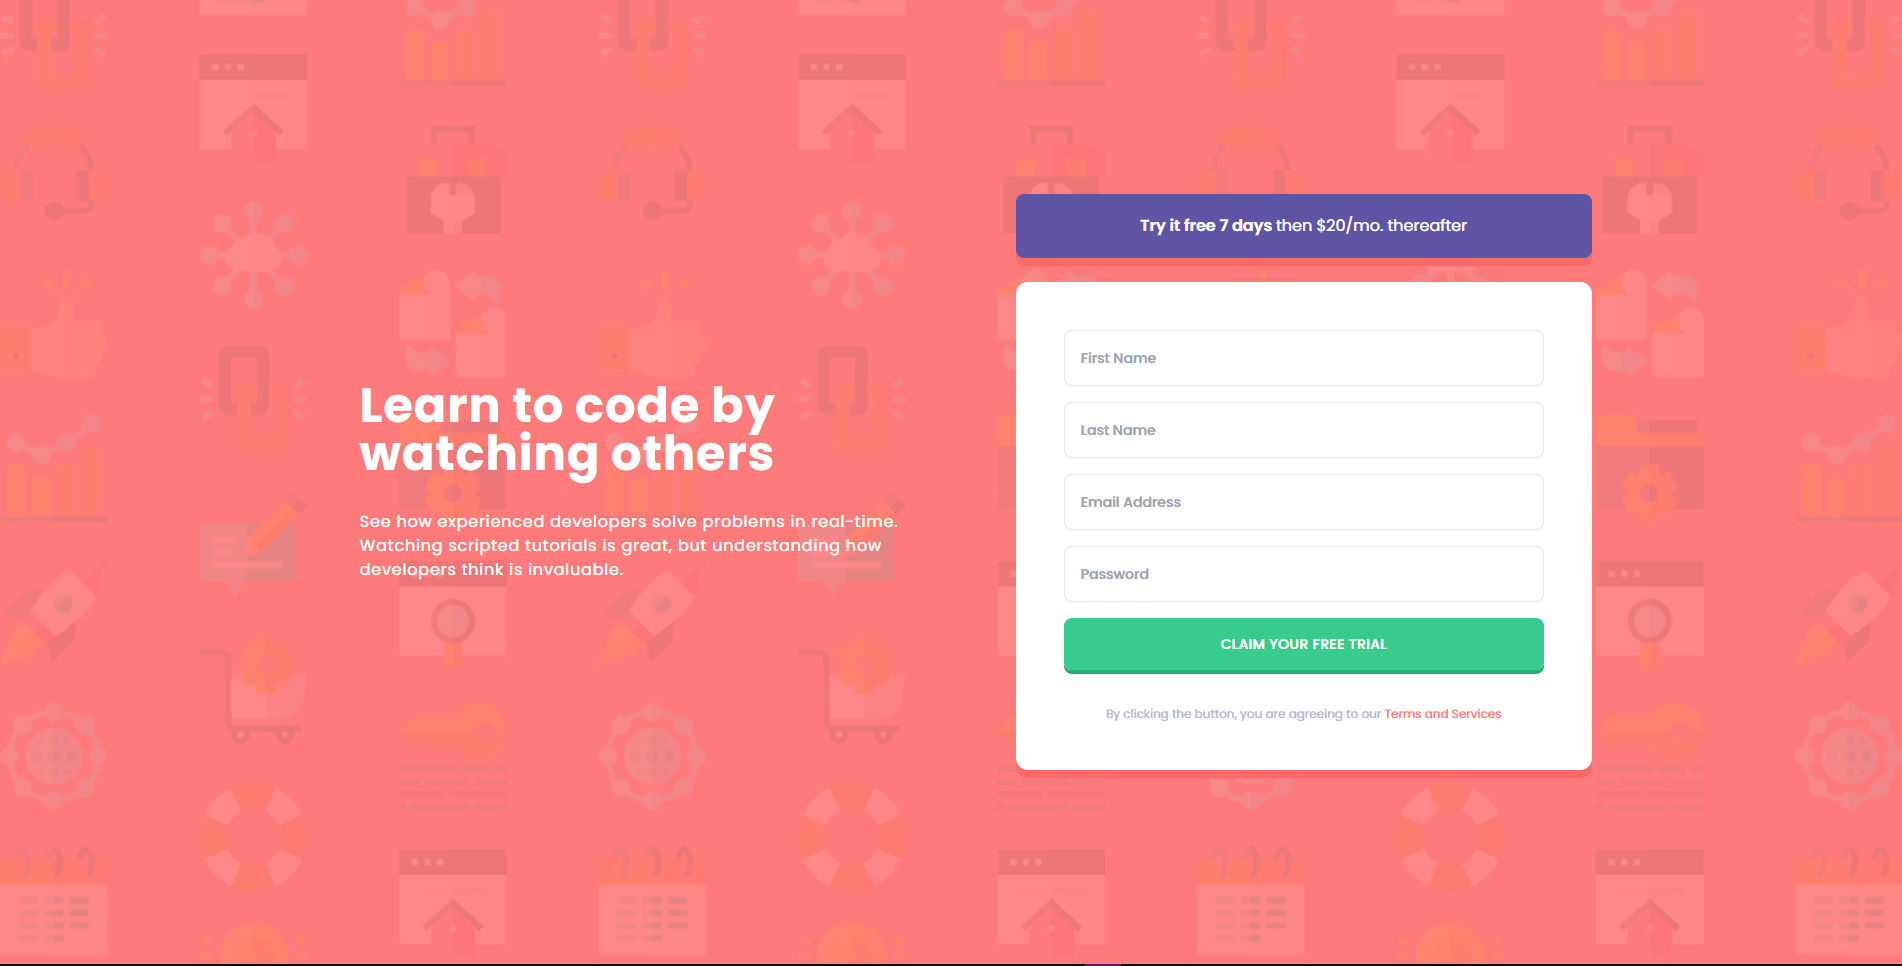 Learn to code by
watching others
See how experienced developers solve problems in real-time.
Watching scripted tutorials is great, but understanding how
developers think is invaluable.
Try it free 7 days then $20/mo. thereafter
First Name
Last Name
Email Address
Password
CLAIM YOUR FREE TRIAL
By clicking the button, you are agreeing to our Terms and Services